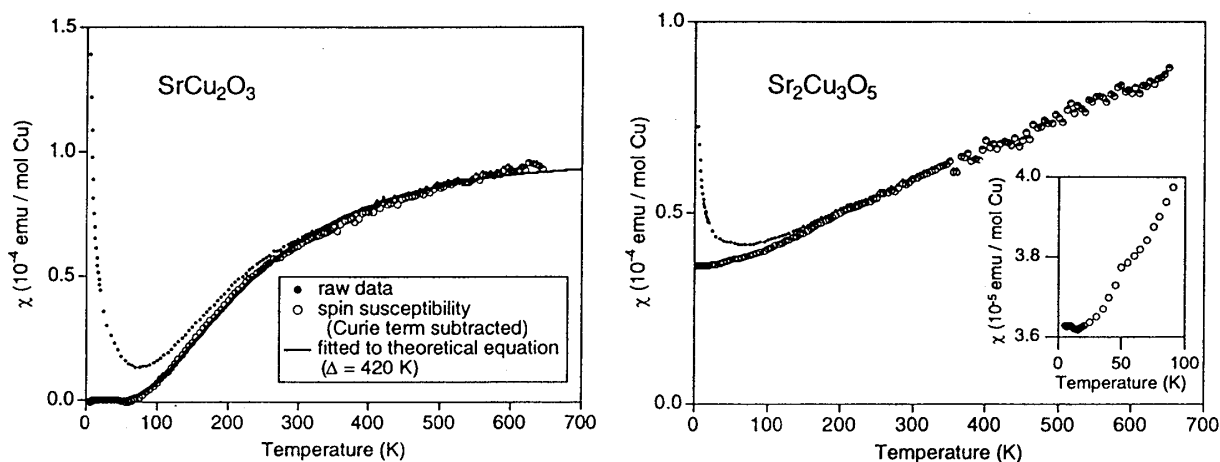 SrCu₂O₃
χ (10⁻⁴ emu / mol Cu)
1.5
1.0
0.5
0.0
• raw data
○ spin susceptibility
(Curie term subtracted)
— fitted to theoretical equation
(Δ = 420 K)
0 100 200 300 400 500 600 700
Temperature (K)
Sr₂Cu₃O₅
χ (10⁻⁴ emu / mol Cu)
1.0
0.5
0.0
χ (10⁻⁵ emu / mol Cu)
4.0
3.8
3.6
0 50 100
Temperature (K)
0 100 200 300 400 500 600 700
Temperature (K)